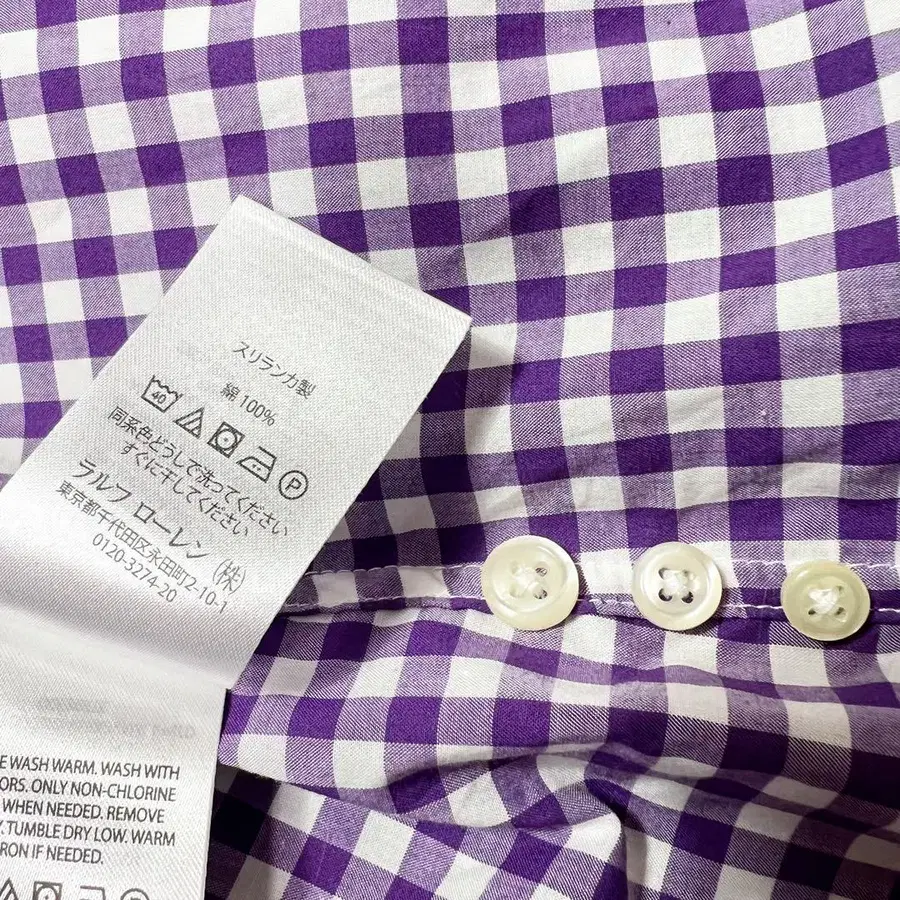 スリランカ製
綿 100%
40 P
同系色どうしで洗ってください
すぐに干してください
ラルフ ローレン (株)
東京都千代田区永田町2-10-1
0120-3274-20
WASH WARM. WASH WITH
ONLY NON-CHLORINE
WHEN NEEDED. REMOVE
TUMBLE DRY LOW. WARM
IF NEEDED.